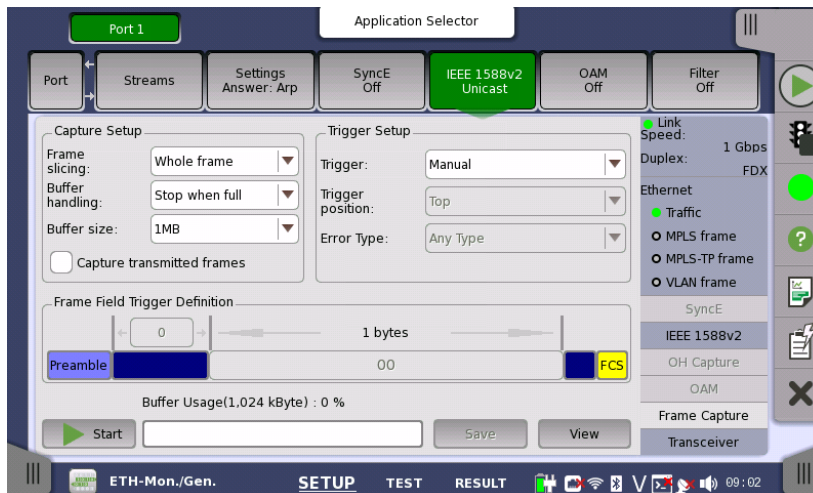 Port 1
Application Selector
Port
Streams
Settings
Answer: Arp
SyncE
Off
IEEE 1588v2
Unicast
OAM
Off
Filter
Off
Capture Setup
Frame
slicing:
Whole frame
Buffer
handling:
Stop when full
Buffer size:
1MB
Capture transmitted frames
Trigger Setup
Trigger:
Manual
Trigger
position:
Top
Error Type:
Any Type
Link
Speed:
1 Gbps
Duplex:
FDX
Ethernet
Traffic
MPLS frame
MPLS-TP frame
VLAN frame
SyncE
IEEE 1588v2
OH Capture
OAM
Frame Capture
Transceiver
Frame Field Trigger Definition
0
1 bytes
Preamble
00
FCS
Buffer Usage(1,024 kByte) : 0 %
Start
Save
View
ETH-Mon./Gen.
SETUP
TEST
RESULT
09:02